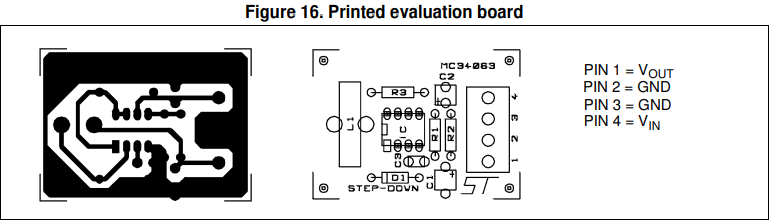 Figure 16. Printed evaluation board
MC34063
C2
R3
4
3
2
1
L1
IC
R1
R2
C3
D1
C1
+
+
STEP-DOWN
ST
PIN 1 = VOUT
PIN 2 = GND
PIN 3 = GND
PIN 4 = VIN